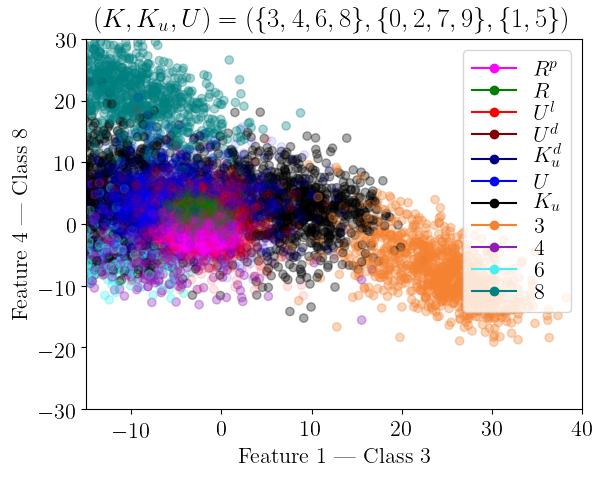 (K, K_u, U) = ({3, 4, 6, 8}, {0, 2, 7, 9}, {1, 5})
30
20
10
0
−10
−20
−30
Feature 4 — Class 8
R^p
R
U^l
U^d
K_u^d
U
K_u
3
4
6
8
−10 0 10 20 30 40
Feature 1 — Class 3